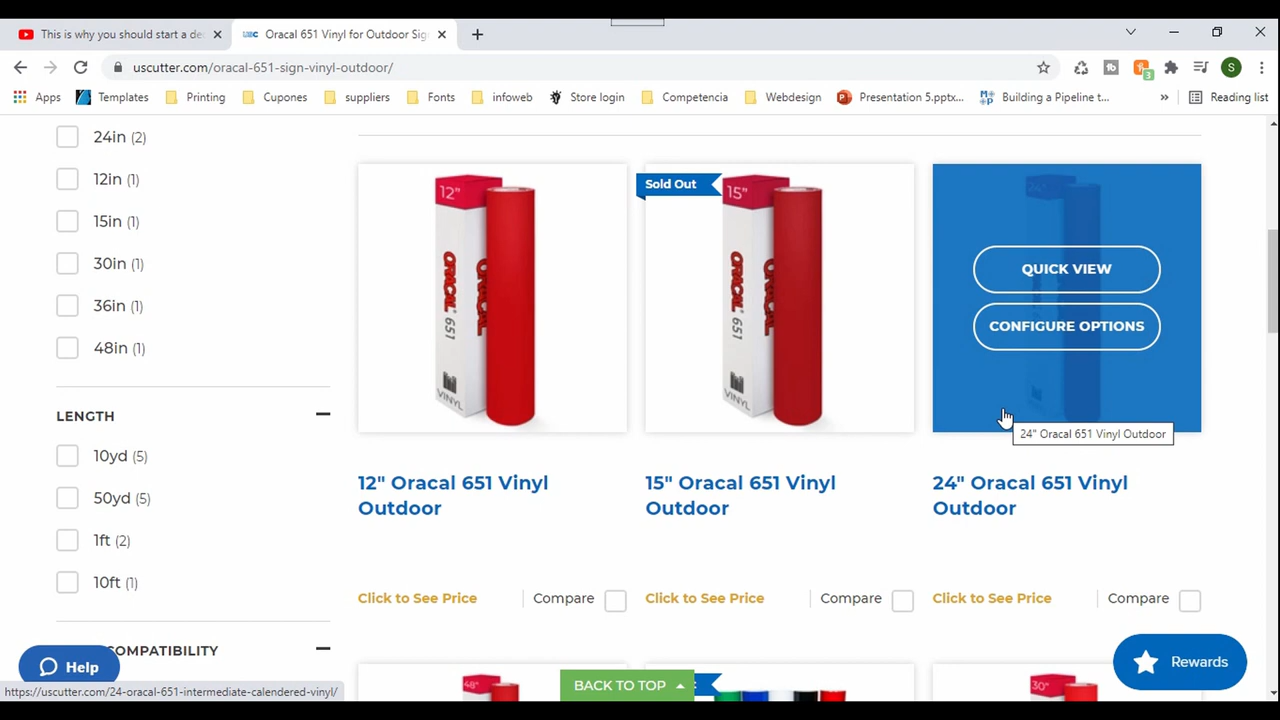 This is why you should start a de
Oracal 651 Vinyl for Outdoor Sig
uscutter.com/oracal-651-sign-vinyl-outdoor/
3
S
Apps
Templates
Printing
Cupones
suppliers
Fonts
infoweb
Store login
Competencia
Webdesign
Presentation 5.pptx...
Building a Pipeline t...
»
Reading list
24in (2)
12in (1)
15in (1)
30in (1)
36in (1)
48in (1)
LENGTH
10yd (5)
50yd (5)
1ft (2)
10ft (1)
COMPATIBILITY
Help
https://uscutter.com/24-oracal-651-intermediate-calendered-vinyl/
12"
ORACAL 651
VINYL
12" Oracal 651 Vinyl
Outdoor
Click to See Price
Compare
Sold Out
15"
ORACAL 651
VINYL
15" Oracal 651 Vinyl
Outdoor
Click to See Price
Compare
24"
QUICK VIEW
CONFIGURE OPTIONS
24" Oracal 651 Vinyl Outdoor
24" Oracal 651 Vinyl
Outdoor
Click to See Price
Compare
48"
30"
BACK TO TOP
Rewards